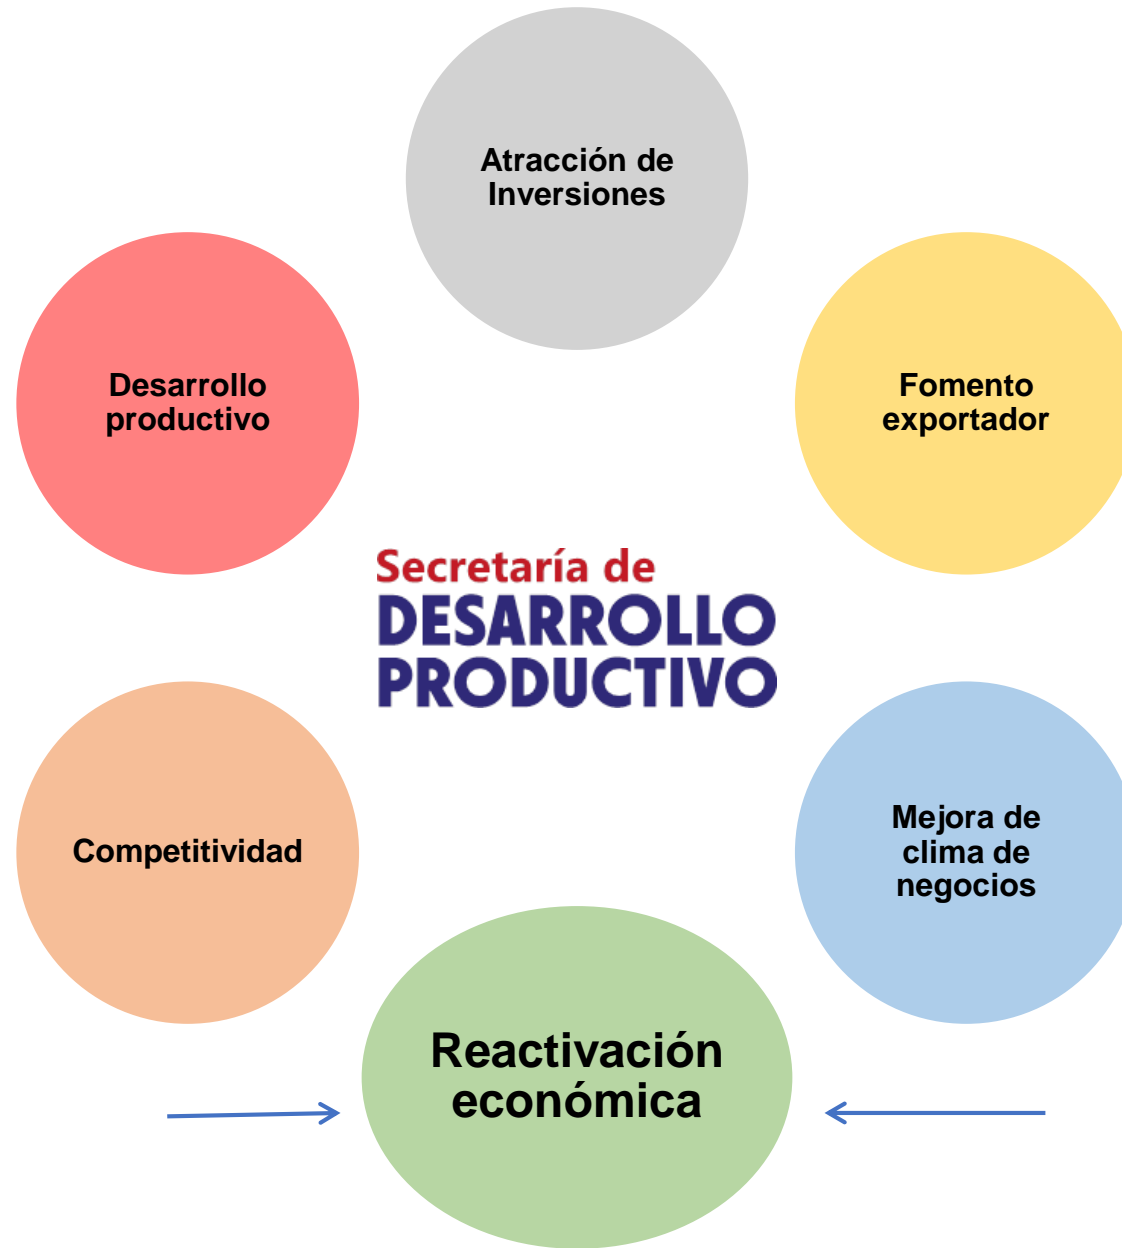 Atracción de
Inversiones
Desarrollo
productivo
Fomento
exportador
Secretaría de
DESARROLLO
PRODUCTIVO
Competitividad
Mejora de
clima de
negocios
Reactivación
económica